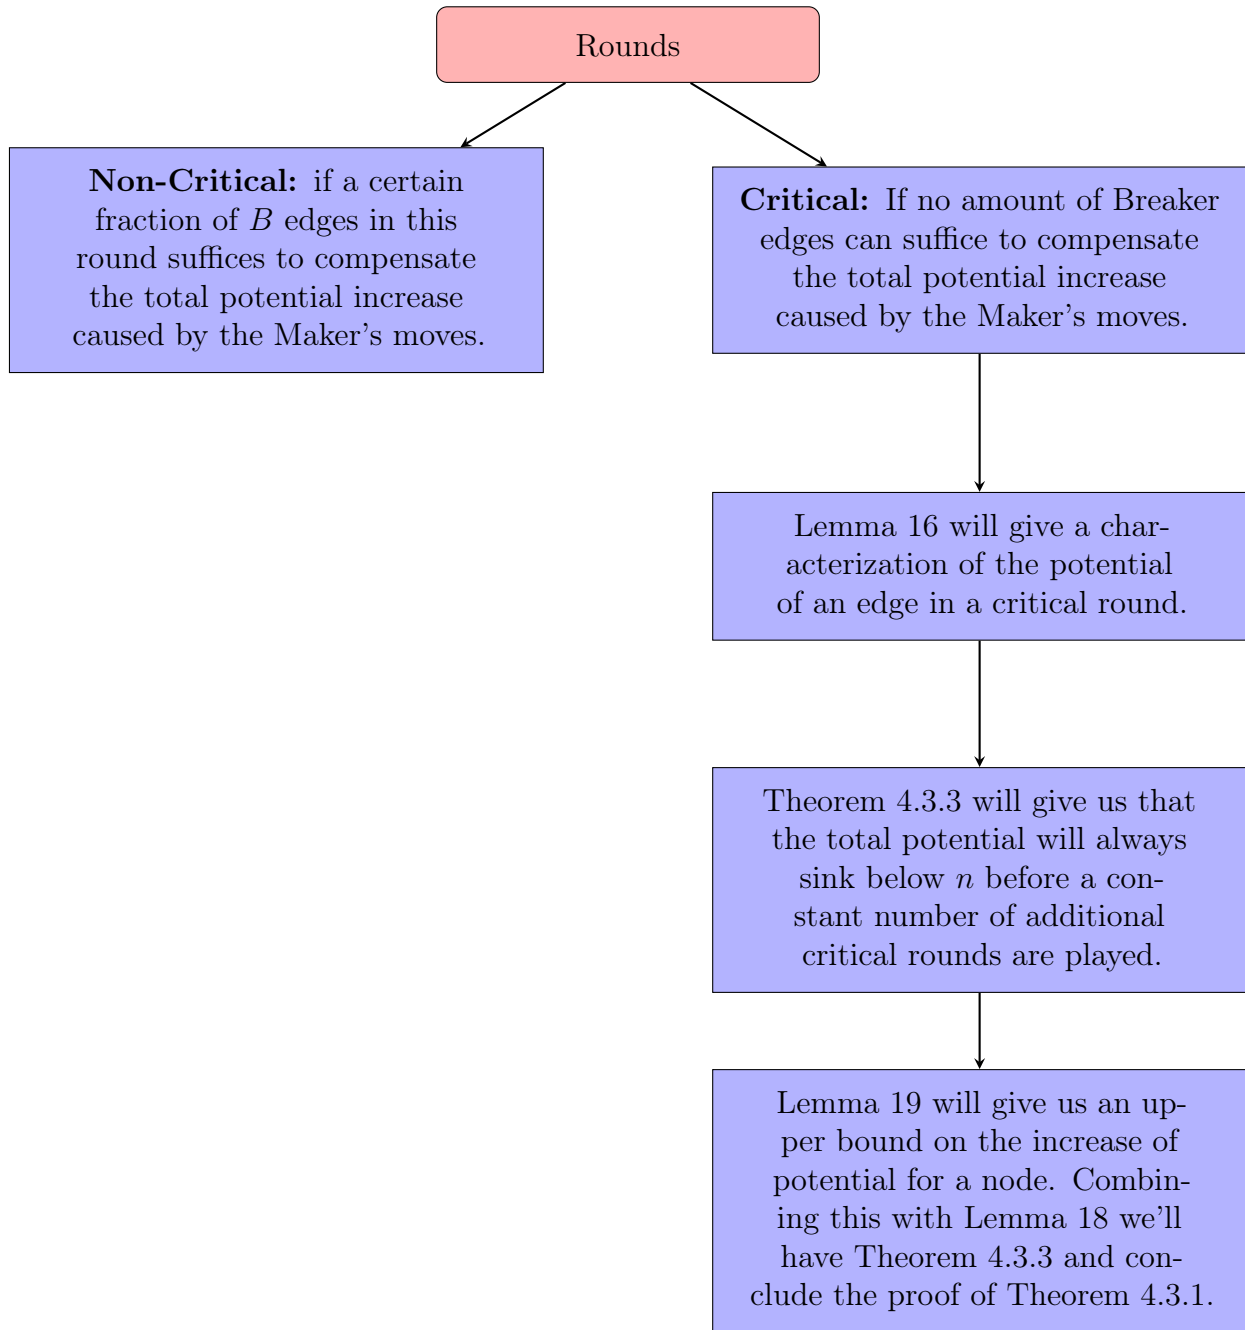 Rounds
Non-Critical: if a certain
fraction of B edges in this
round suffices to compensate
the total potential increase
caused by the Maker's moves.
Critical: If no amount of Breaker
edges can suffice to compensate
the total potential increase
caused by the Maker's moves.
Lemma 16 will give a char-
acterization of the potential
of an edge in a critical round.
Theorem 4.3.3 will give us that
the total potential will always
sink below n before a con-
stant number of additional
critical rounds are played.
Lemma 19 will give us an up-
per bound on the increase of
potential for a node. Combin-
ing this with Lemma 18 we'll
have Theorem 4.3.3 and con-
clude the proof of Theorem 4.3.1.